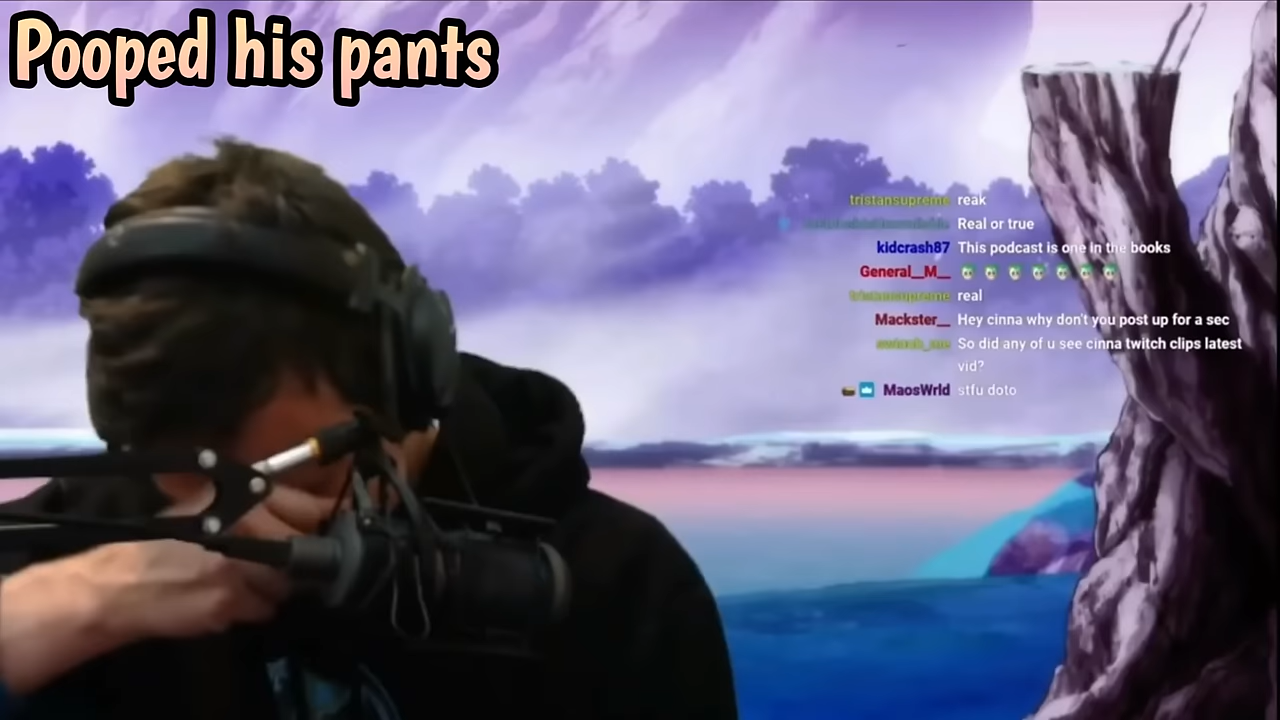 Pooped his pants
tristansupreme reak
Real or true
kidcrash87 This podcast is one in the books
General__M__
tristansupreme real
Mackster__ Hey cinna why don't you post up for a sec
So did any of u see cinna twitch clips latest
vid?
MaosWrld stfu doto